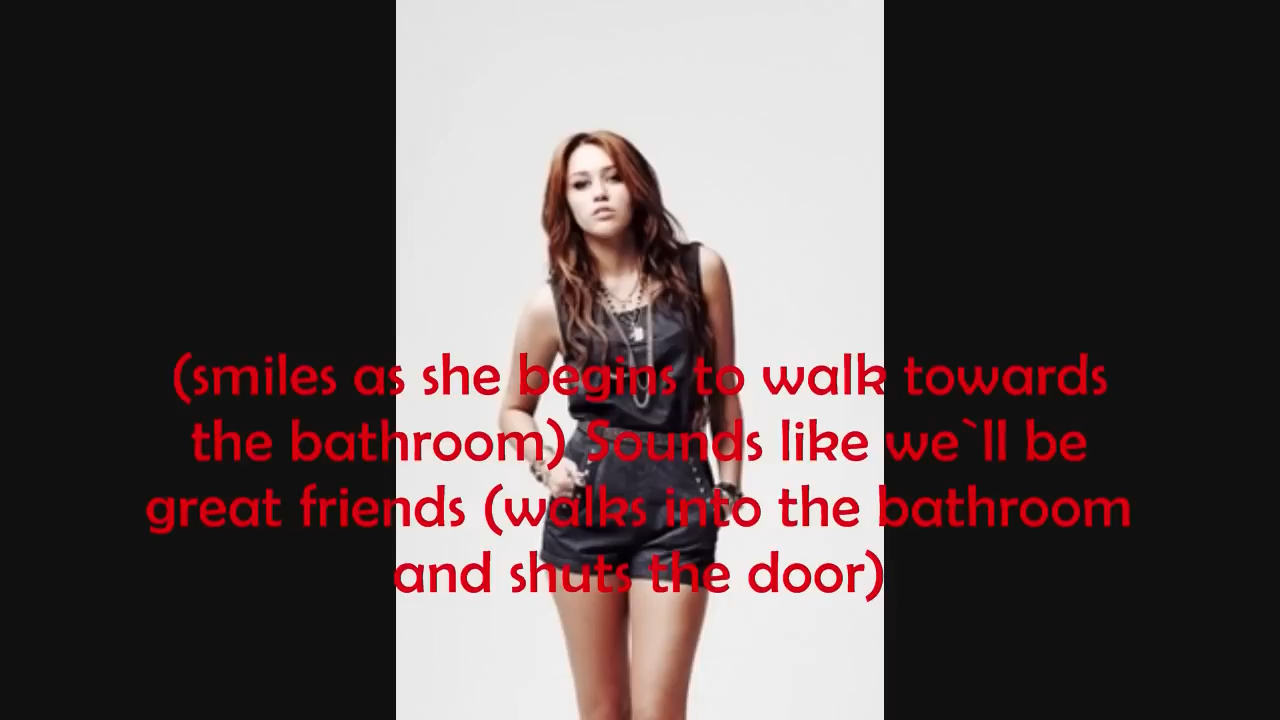 (smiles as she begins to walk towards
the bathroom) Sounds like we`ll be
great friends (walks into the bathroom
and shuts the door)